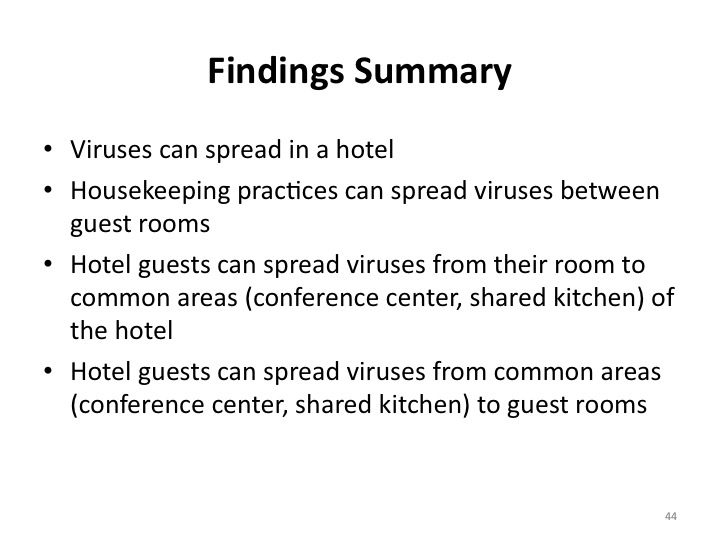 Findings Summary
• Viruses can spread in a hotel
• Housekeeping practices can spread viruses between
guest rooms
• Hotel guests can spread viruses from their room to
common areas (conference center, shared kitchen) of
the hotel
• Hotel guests can spread viruses from common areas
(conference center, shared kitchen) to guest rooms
44